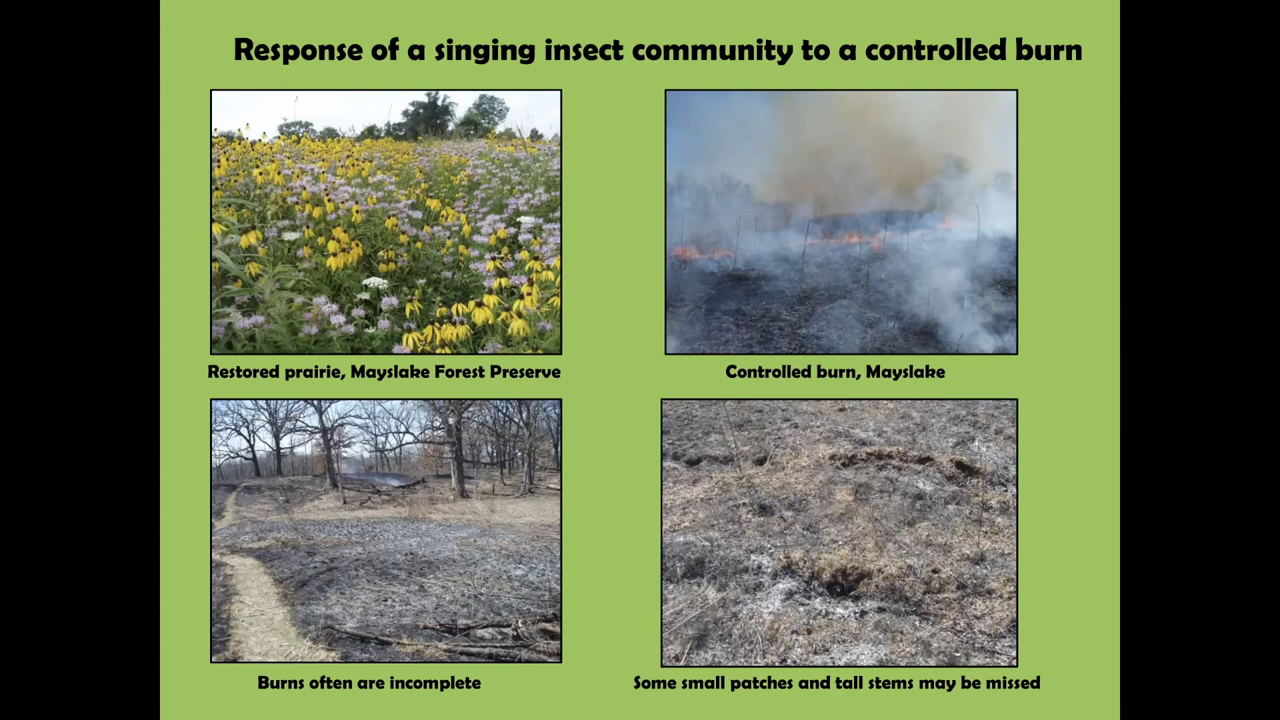 Response of a singing insect community to a controlled burn
Restored prairie, Mayslake Forest Preserve
Controlled burn, Mayslake
Burns often are incomplete
Some small patches and tall stems may be missed